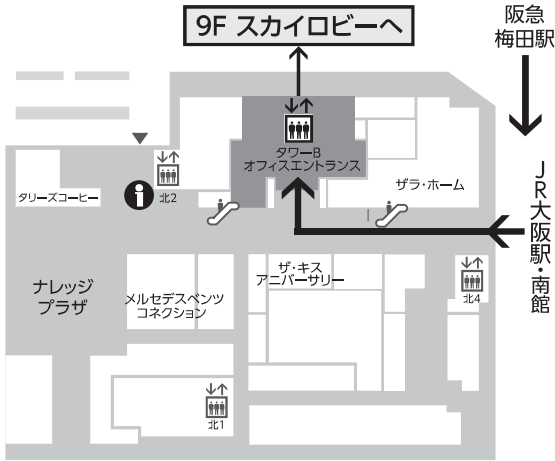 9F スカイロビーへ
阪急
梅田駅
タワーB
オフィスエントランス
ザラ・ホーム
北2
タリーズコーヒー
JR大阪駅・南館
ナレッジ
プラザ
メルセデスベンツ
コネクション
ザ・キス
アニバーサリー
北4
北1